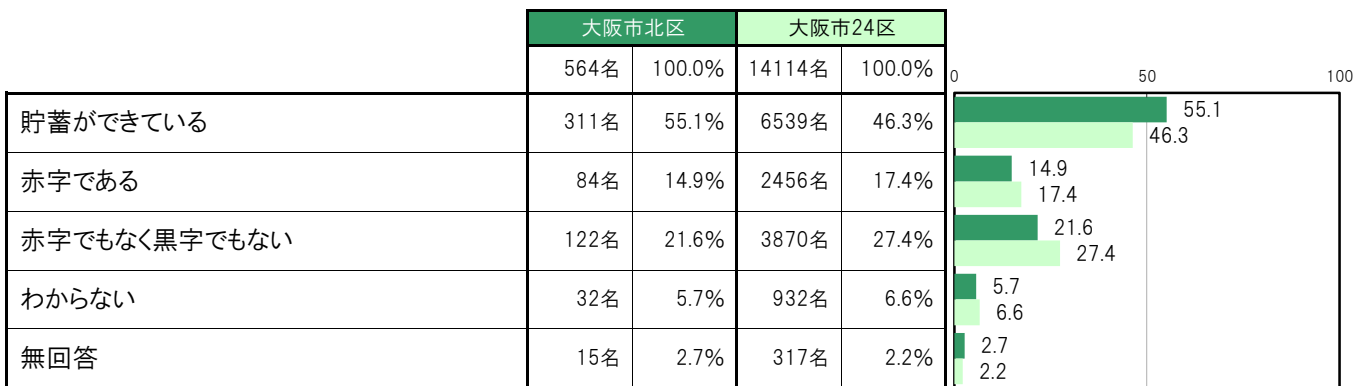 大阪市北区 大阪市24区
564名 100.0% 14114名 100.0%
0 50 100
貯蓄ができている 311名 55.1% 6539名 46.3%
55.1
46.3
赤字である 84名 14.9% 2456名 17.4%
14.9
17.4
赤字でもなく黒字でもない 122名 21.6% 3870名 27.4%
21.6
27.4
わからない 32名 5.7% 932名 6.6%
5.7
6.6
無回答 15名 2.7% 317名 2.2%
2.7
2.2